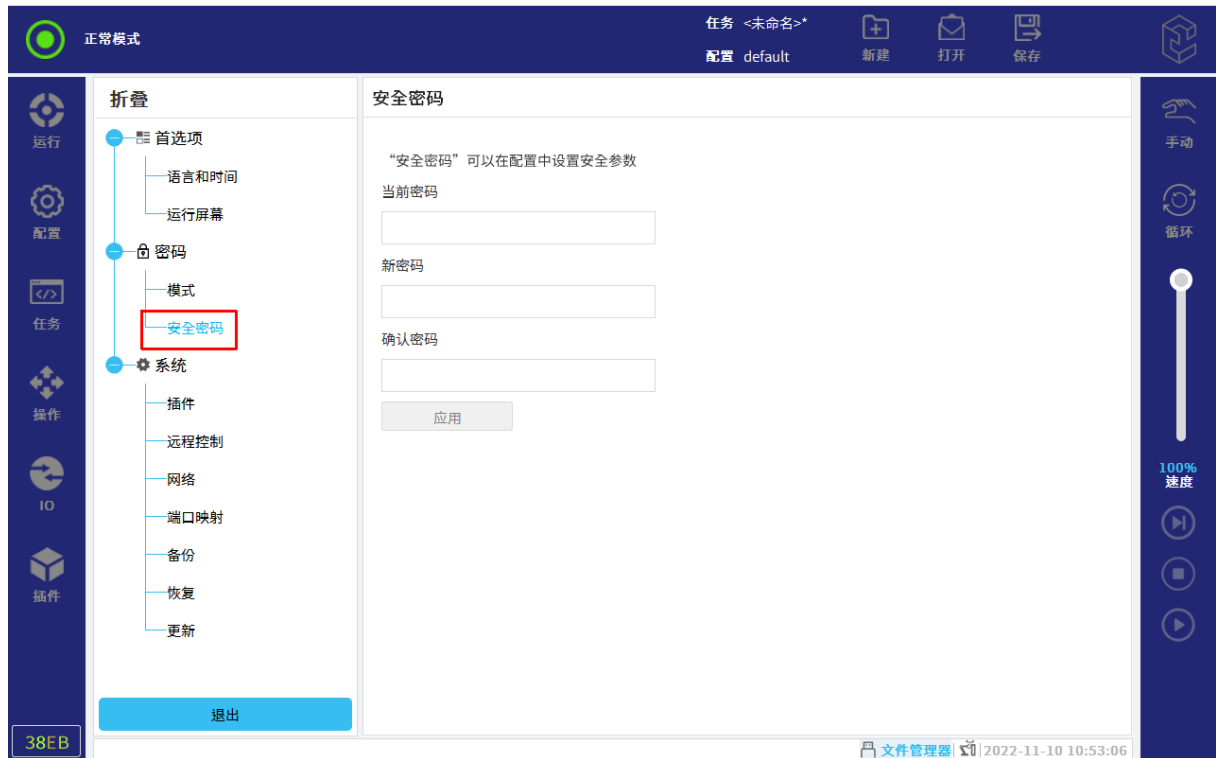 正常模式
任务 <未命名>*
配置 default
新建
打开
保存
运行
配置
任务
操作
IO
插件
38EB
折叠
首选项
语言和时间
运行屏幕
密码
模式
安全密码
系统
插件
远程控制
网络
端口映射
备份
恢复
更新
退出
安全密码
“安全密码”可以在配置中设置安全参数
当前密码
新密码
确认密码
应用
手动
循环
100%
速度
文件管理器
2022-11-10 10:53:06